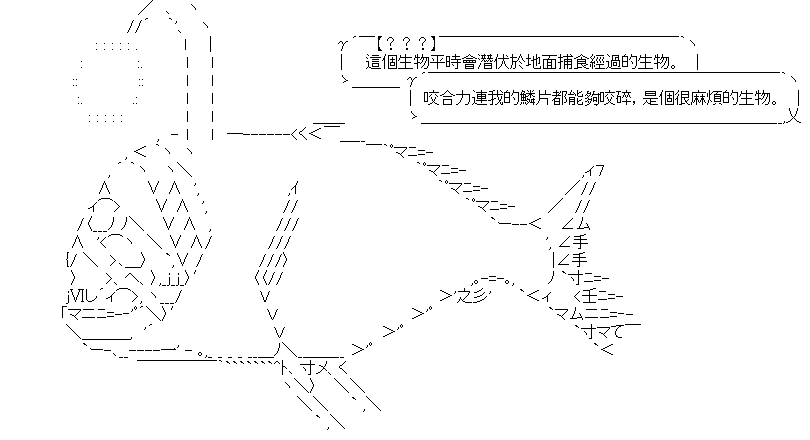 【？？？】
這個生物平時會潛伏於地面捕食經過的生物。
咬合力連我的鱗片都能夠咬碎，是個很麻煩的生物。